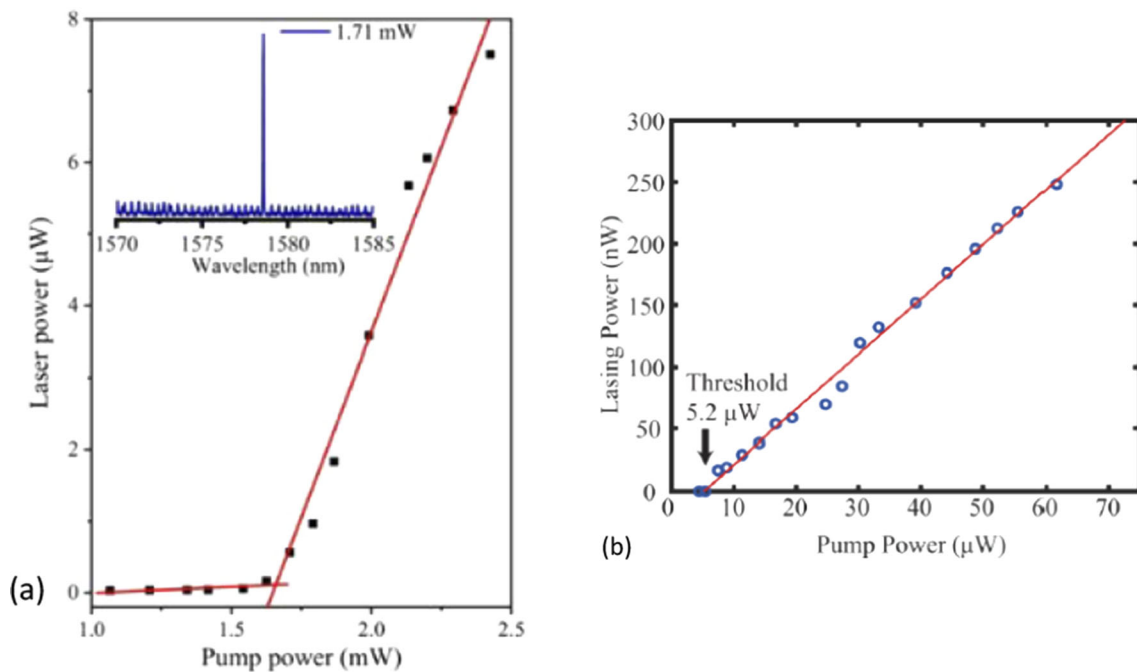 8
6
4
2
0
Laser power (μW)
1.71 mW
1570 1575 1580 1585
Wavelength (nm)
1.0 1.5 2.0 2.5
Pump power (mW)
(a)
300
250
200
150
100
50
0
Lasing Power (nW)
Threshold
5.2 μW
0 10 20 30 40 50 60 70
Pump Power (μW)
(b)